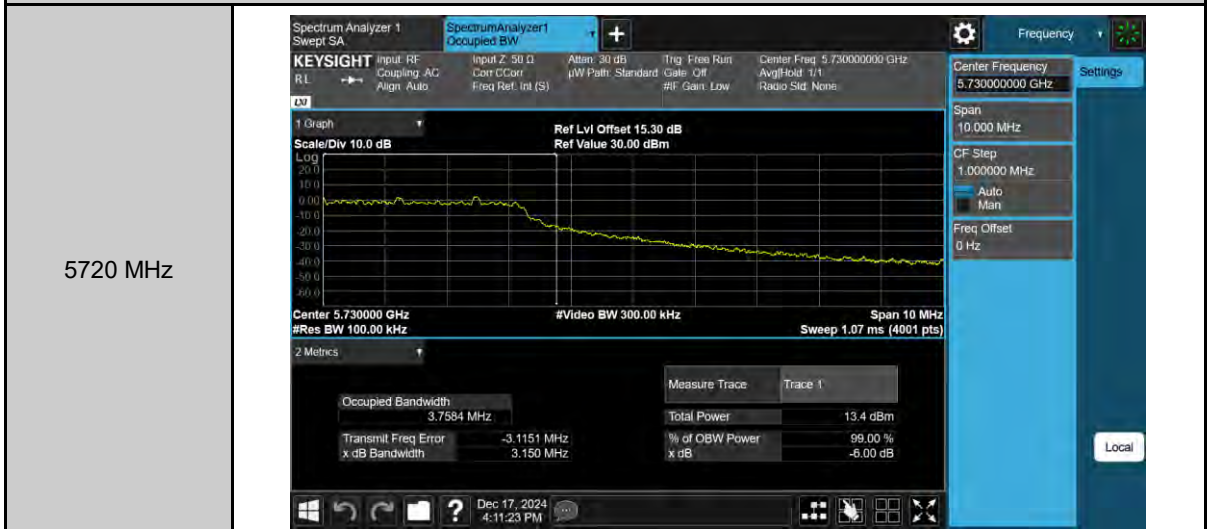 5720 MHz
Spectrum Analyzer 1
Swept SA
SpectrumAnalyzer1
Occupied BW
Frequency
KEYSIGHT
RL
LXI
Input: RF
Coupling: AC
Align: Auto
Input Z: 50 Ω
Corr CCorr
Freq Ref: Int (S)
Atten: 30 dB
µW Path: Standard
Trig: Free Run
Gate: Off
#IF Gain: Low
Center Freq: 5.730000000 GHz
Avg|Hold: 1/1
Radio Std: None
Center Frequency
5.730000000 GHz
Settings
Span
10.000 MHz
CF Step
1.000000 MHz
Auto
Man
Freq Offset
0 Hz
1 Graph
Scale/Div 10.0 dB
Ref Lvl Offset 15.30 dB
Ref Value 30.00 dBm
Log
20.0
10.0
0.00
-10.0
-20.0
-30.0
-40.0
-50.0
-60.0
Center 5.730000 GHz
#Video BW 300.00 kHz
Span 10 MHz
#Res BW 100.00 kHz
Sweep 1.07 ms (4001 pts)
2 Metrics
Measure Trace
Trace 1
Occupied Bandwidth
3.7584 MHz
Total Power
13.4 dBm
Transmit Freq Error
-3.1151 MHz
% of OBW Power
99.00 %
x dB Bandwidth
3.150 MHz
x dB
-6.00 dB
Local
?
Dec 17, 2024
4:11:23 PM